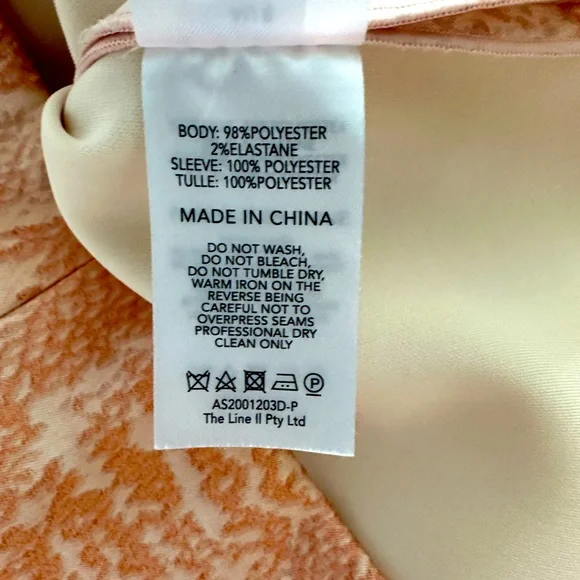 BODY: 98%POLYESTER
2%ELASTANE
SLEEVE: 100% POLYESTER
TULLE: 100%POLYESTER
MADE IN CHINA
DO NOT WASH,
DO NOT BLEACH,
DO NOT TUMBLE DRY,
WARM IRON ON THE
REVERSE BEING
CAREFUL NOT TO
OVERPRESS SEAMS
PROFESSIONAL DRY
CLEAN ONLY
P
AS2001203D-P
The Line ll Pty Ltd